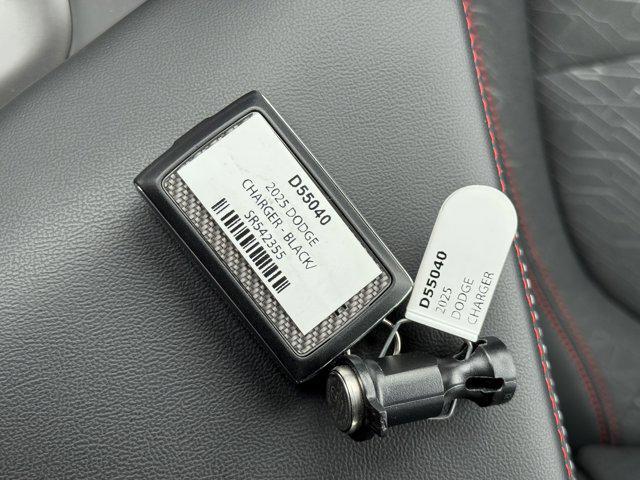 D55040
2025 DODGE
CHARGER - BLACK/
SR542355
D55040
2025
DODGE
CHARGER